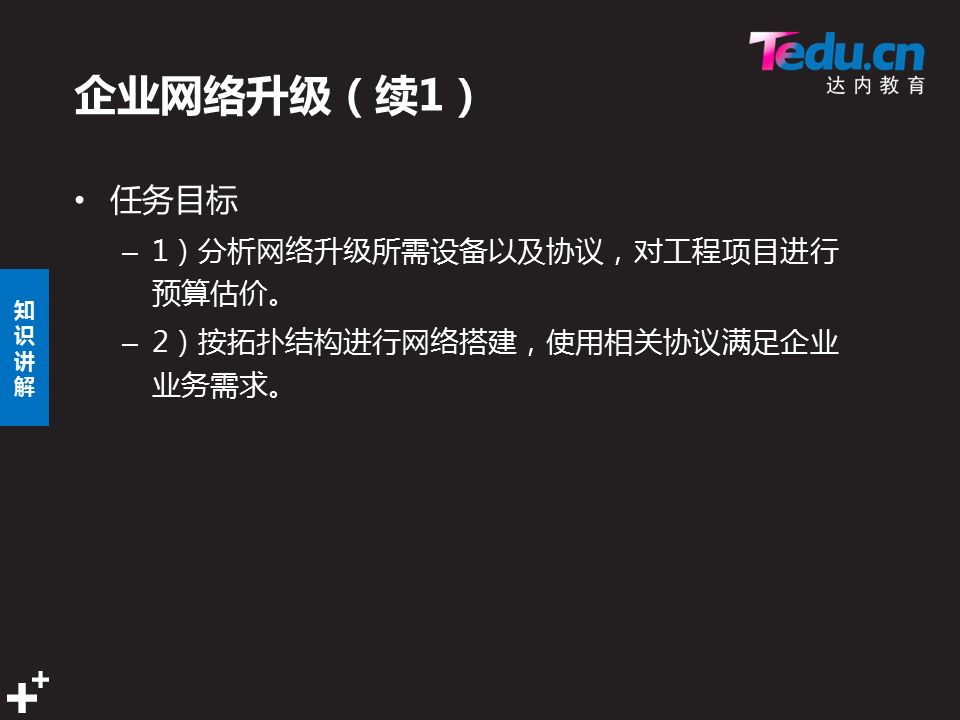 Tedu.cn
达内教育
企业网络升级（续1）
• 任务目标
– 1）分析网络升级所需设备以及协议，对工程项目进行
预算估价。
– 2）按拓扑结构进行网络搭建，使用相关协议满足企业
业务需求。
知
识
讲
解